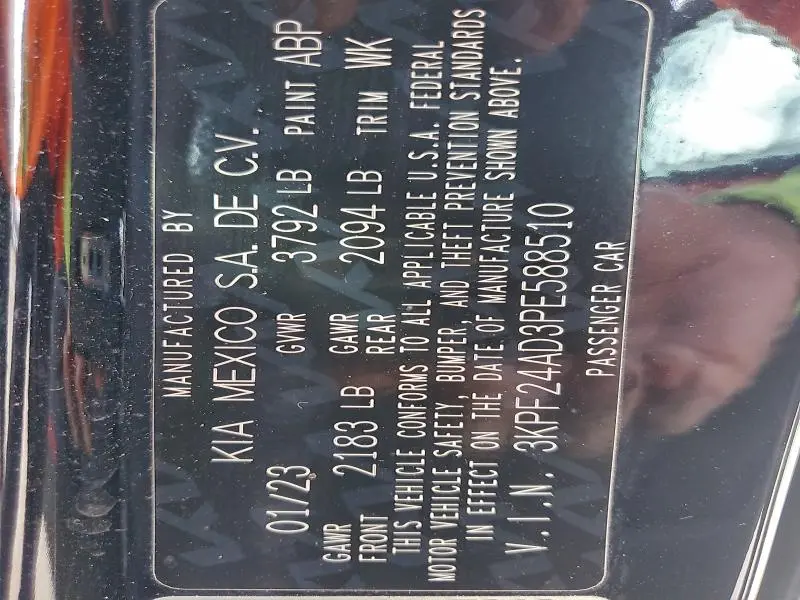 MANUFACTURED BY
KIA MEXICO S.A. DE C.V.
01/23 GVWR 3792 LB PAINT ABP
GAWR FRONT 2183 LB GAWR REAR 2094 LB TRIM WK
THIS VEHICLE CONFORMS TO ALL APPLICABLE U.S.A. FEDERAL
MOTOR VEHICLE SAFETY, BUMPER, AND THEFT PREVENTION STANDARDS
IN EFFECT ON THE DATE OF MANUFACTURE SHOWN ABOVE.
V.I.N. 3KPF24AD3PE588510
PASSENGER CAR